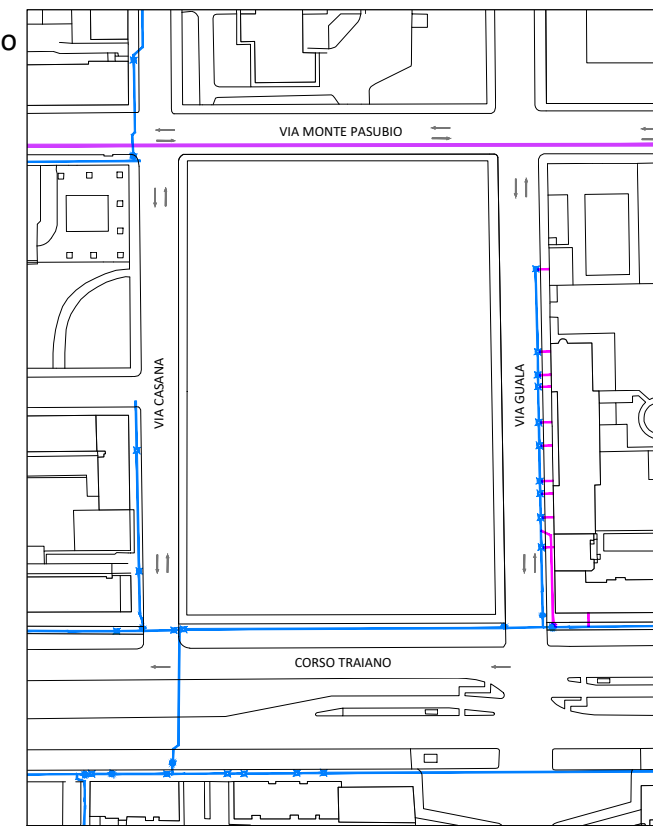 o
VIA MONTE PASUBIO
VIA CASANA
VIA GUALA
CORSO TRAIANO